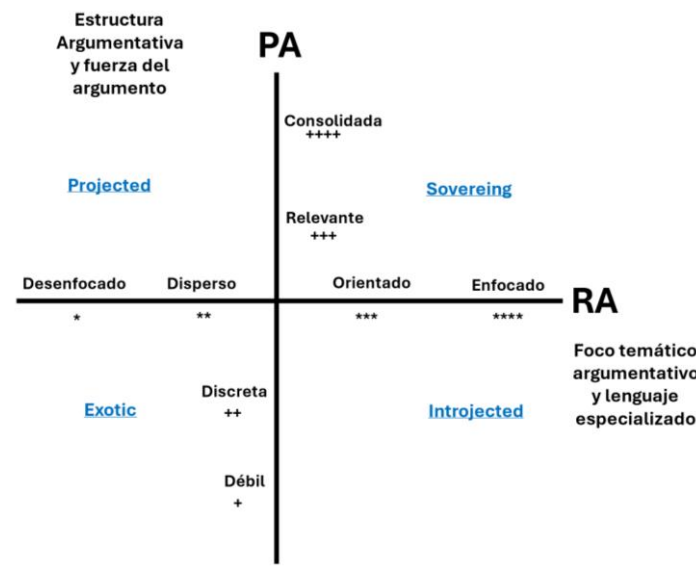 Estructura
Argumentativa
y fuerza del
argumento
PA
Consolidada
++++
Projected
Sovereing
Relevante
+++
Desenfocado
Disperso
Orientado
Enfocado
RA
*
**
***
****
Foco temático
argumentativo
y lenguaje
especializado
Discreta
++
Exotic
Introjected
Débil
+